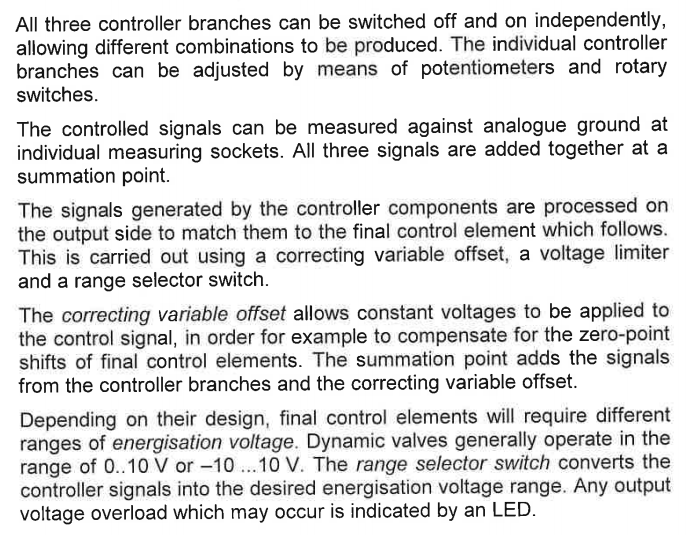 All three controller branches can be switched off and on independently,
allowing different combinations to be produced. The individual controller
branches can be adjusted by means of potentiometers and rotary
switches.
The controlled signals can be measured against analogue ground at
individual measuring sockets. All three signals are added together at a
summation point.
The signals generated by the controller components are processed on
the output side to match them to the final control element which follows.
This is carried out using a correcting variable offset, a voltage limiter
and a range selector switch.
The correcting variable offset allows constant voltages to be applied to
the control signal, in order for example to compensate for the zero-point
shifts of final control elements. The summation point adds the signals
from the controller branches and the correcting variable offset.
Depending on their design, final control elements will require different
ranges of energisation voltage. Dynamic valves generally operate in the
range of 0..10 V or –10 ...10 V. The range selector switch converts the
controller signals into the desired energisation voltage range. Any output
voltage overload which may occur is indicated by an LED.